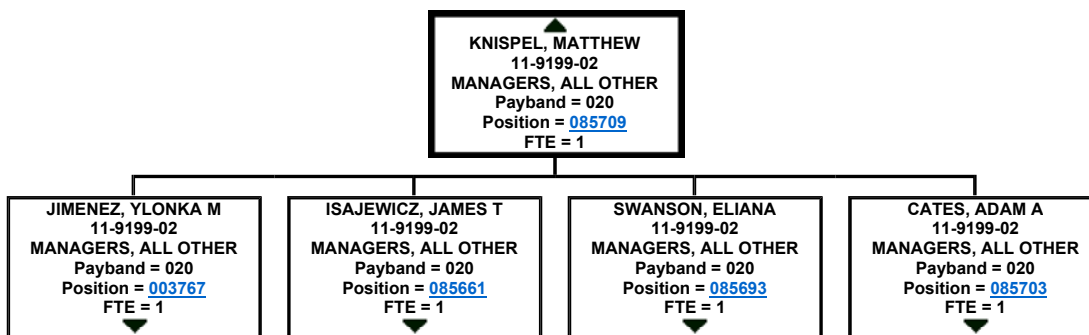 KNISPEL, MATTHEW
11-9199-02
MANAGERS, ALL OTHER
Payband = 020
Position = 085709
FTE = 1
JIMENEZ, YLONKA M
11-9199-02
MANAGERS, ALL OTHER
Payband = 020
Position = 003767
FTE = 1
ISAJEWICZ, JAMES T
11-9199-02
MANAGERS, ALL OTHER
Payband = 020
Position = 085661
FTE = 1
SWANSON, ELIANA
11-9199-02
MANAGERS, ALL OTHER
Payband = 020
Position = 085693
FTE = 1
CATES, ADAM A
11-9199-02
MANAGERS, ALL OTHER
Payband = 020
Position = 085703
FTE = 1